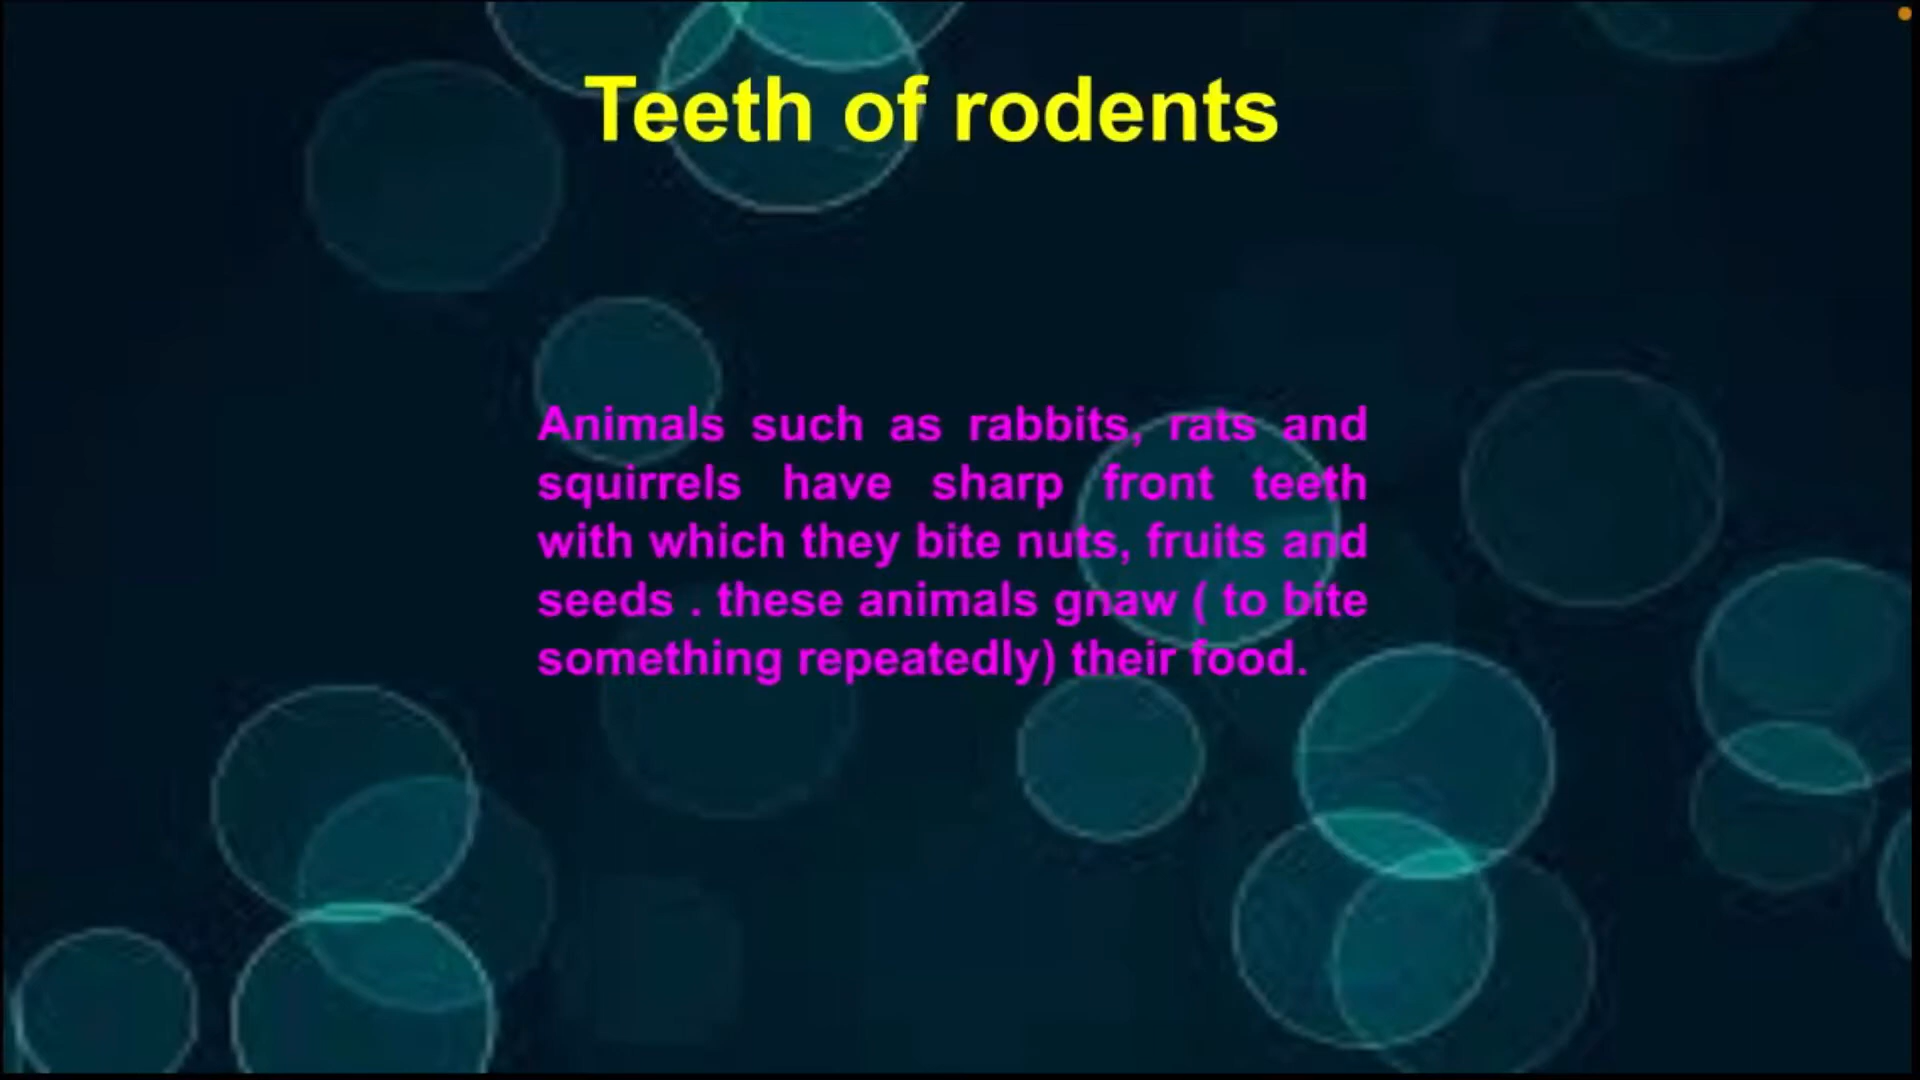 Teeth of rodents
Animals such as rabbits, rats and
squirrels have sharp front teeth
with which they bite nuts, fruits and
seeds . these animals gnaw ( to bite
something repeatedly) their food.